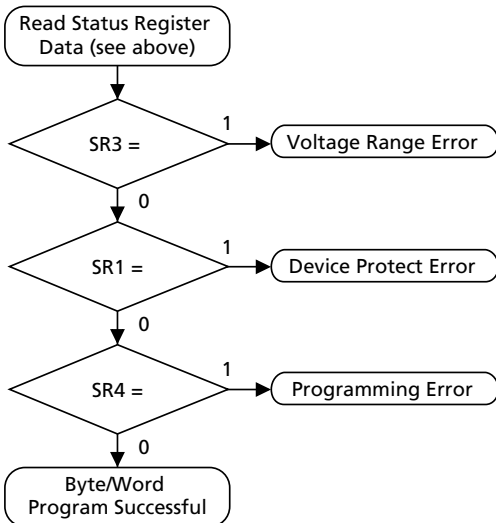 Read Status Register
Data (see above)
SR3 =
1
Voltage Range Error
0
SR1 =
1
Device Protect Error
0
SR4 =
1
Programming Error
0
Byte/Word
Program Successful